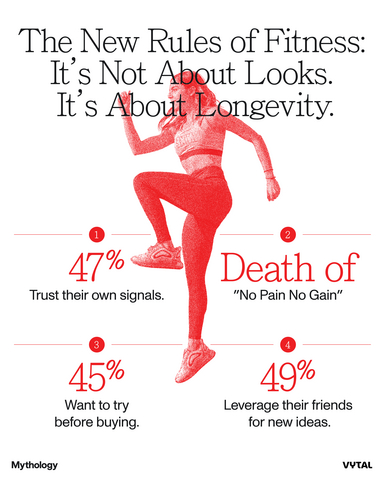 The New Rules of Fitness:
It's Not About Looks.
It's About Longevity.
1
47%
Trust their own signals.
2
Death of
"No Pain No Gain"
3
45%
Want to try
before buying.
4
49%
Leverage their friends
for new ideas.
Mythology
VYTAL